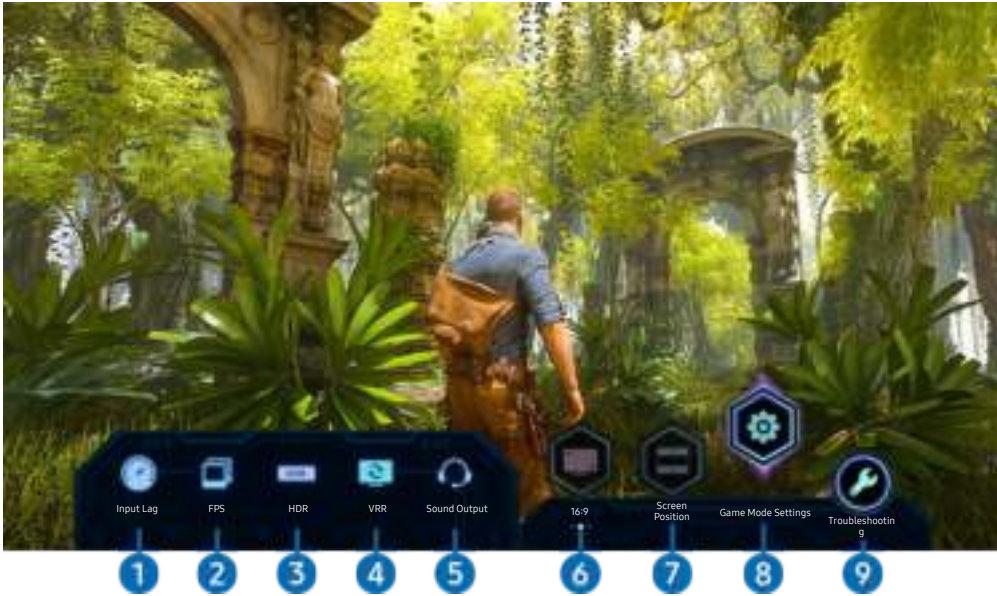 Input Lag
FPS
HDR
VRR
Sound Output
16:9
Screen
Position
Game Mode Settings
Troubleshootin
g
1
2
3
4
5
6
7
8
9